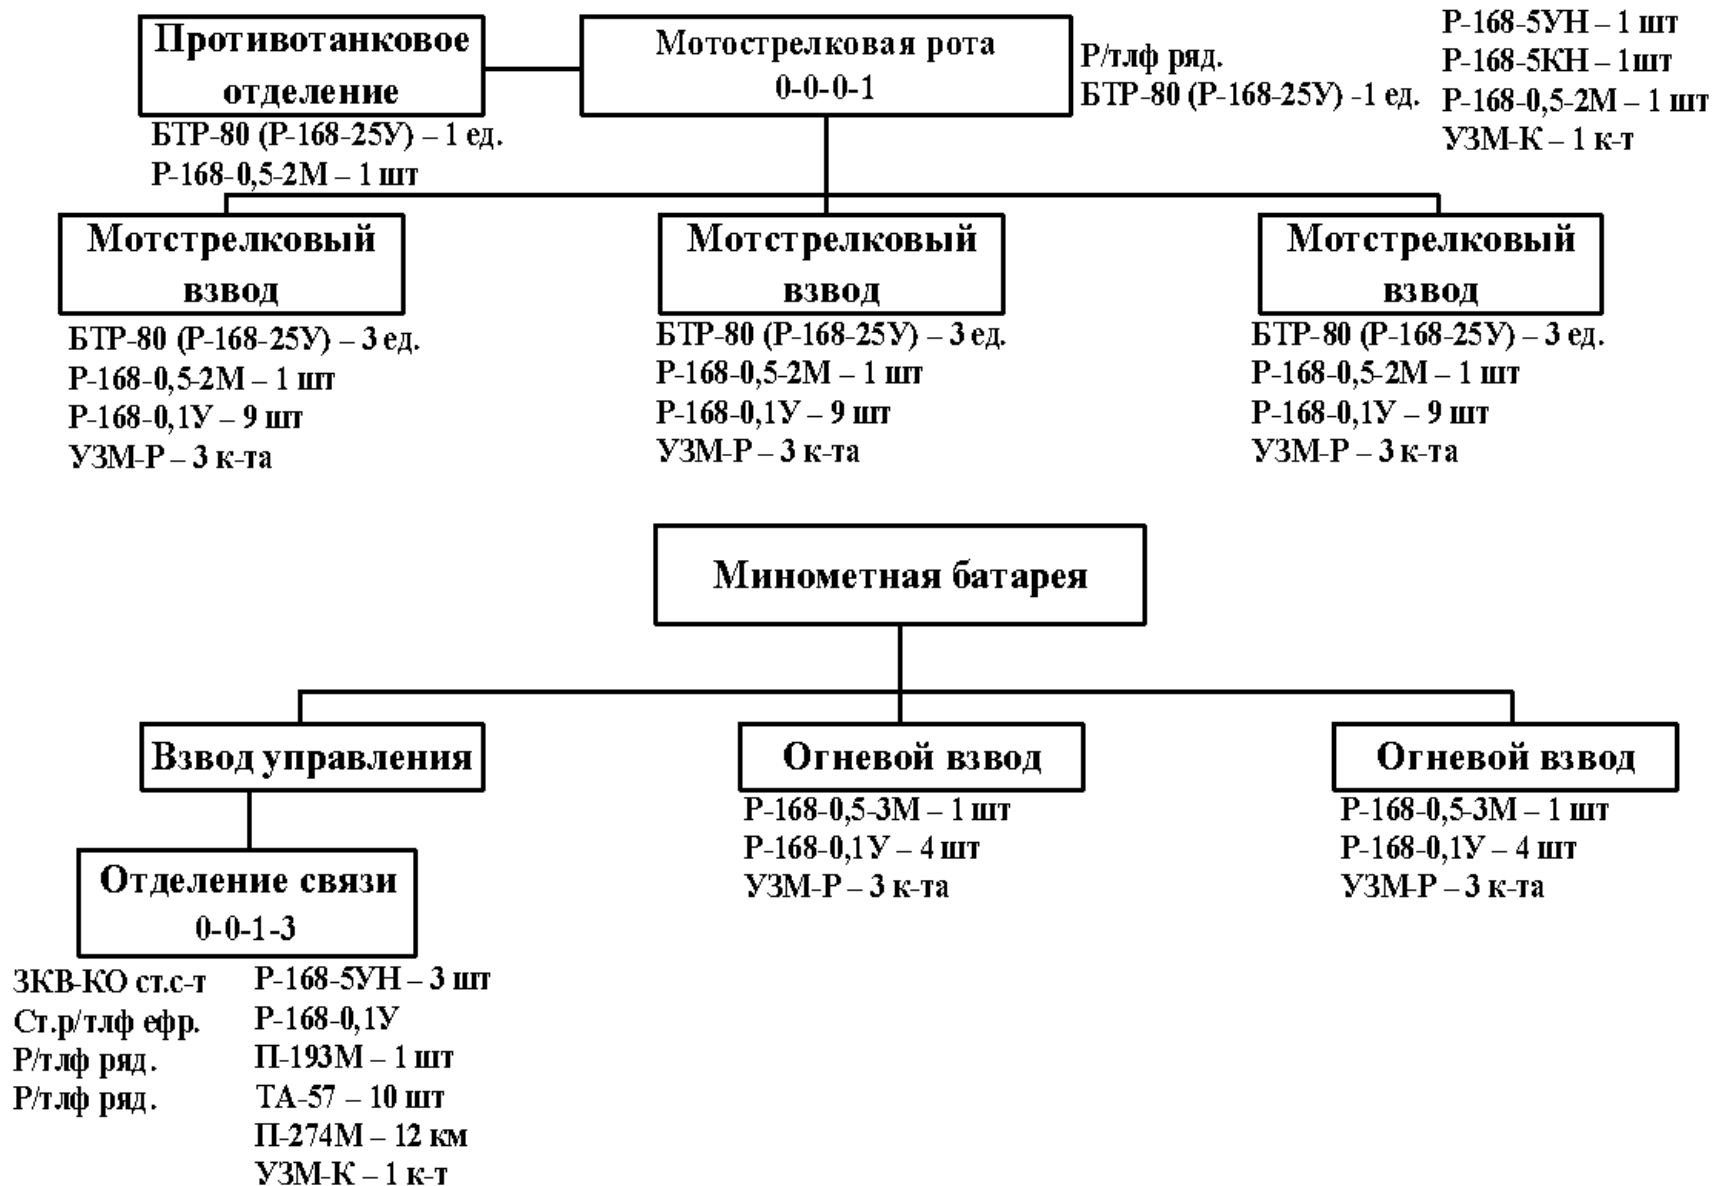 Противотанковое
отделение
БТР-80 (Р-168-25У) – 1 ед.
Р-168-0,5-2М – 1 шт
Мотострелковая рота
0-0-0-1
Р/тлф ряд.
БТР-80 (Р-168-25У) -1 ед.
Р-168-5УН – 1 шт
Р-168-5КН – 1шт
Р-168-0,5-2М – 1 шт
УЗМ-К – 1 к-т
Мотстрелковый
взвод
БТР-80 (Р-168-25У) – 3 ед.
Р-168-0,5-2М – 1 шт
Р-168-0,1У – 9 шт
УЗМ-Р – 3 к-та
Мотстрелковый
взвод
БТР-80 (Р-168-25У) – 3 ед.
Р-168-0,5-2М – 1 шт
Р-168-0,1У – 9 шт
УЗМ-Р – 3 к-та
Мотстрелковый
взвод
БТР-80 (Р-168-25У) – 3 ед.
Р-168-0,5-2М – 1 шт
Р-168-0,1У – 9 шт
УЗМ-Р – 3 к-та
Минометная батарея
Взвод управления
Отделение связи
0-0-1-3
ЗКВ-КО ст.с-т
Ст.р/тлф ефр.
Р/тлф ряд.
Р/тлф ряд.
Р-168-5УН – 3 шт
Р-168-0,1У
П-193М – 1 шт
ТА-57 – 10 шт
П-274М – 12 км
УЗМ-К – 1 к-т
Огневой взвод
Р-168-0,5-3М – 1 шт
Р-168-0,1У – 4 шт
УЗМ-Р – 3 к-та
Огневой взвод
Р-168-0,5-3М – 1 шт
Р-168-0,1У – 4 шт
УЗМ-Р – 3 к-та